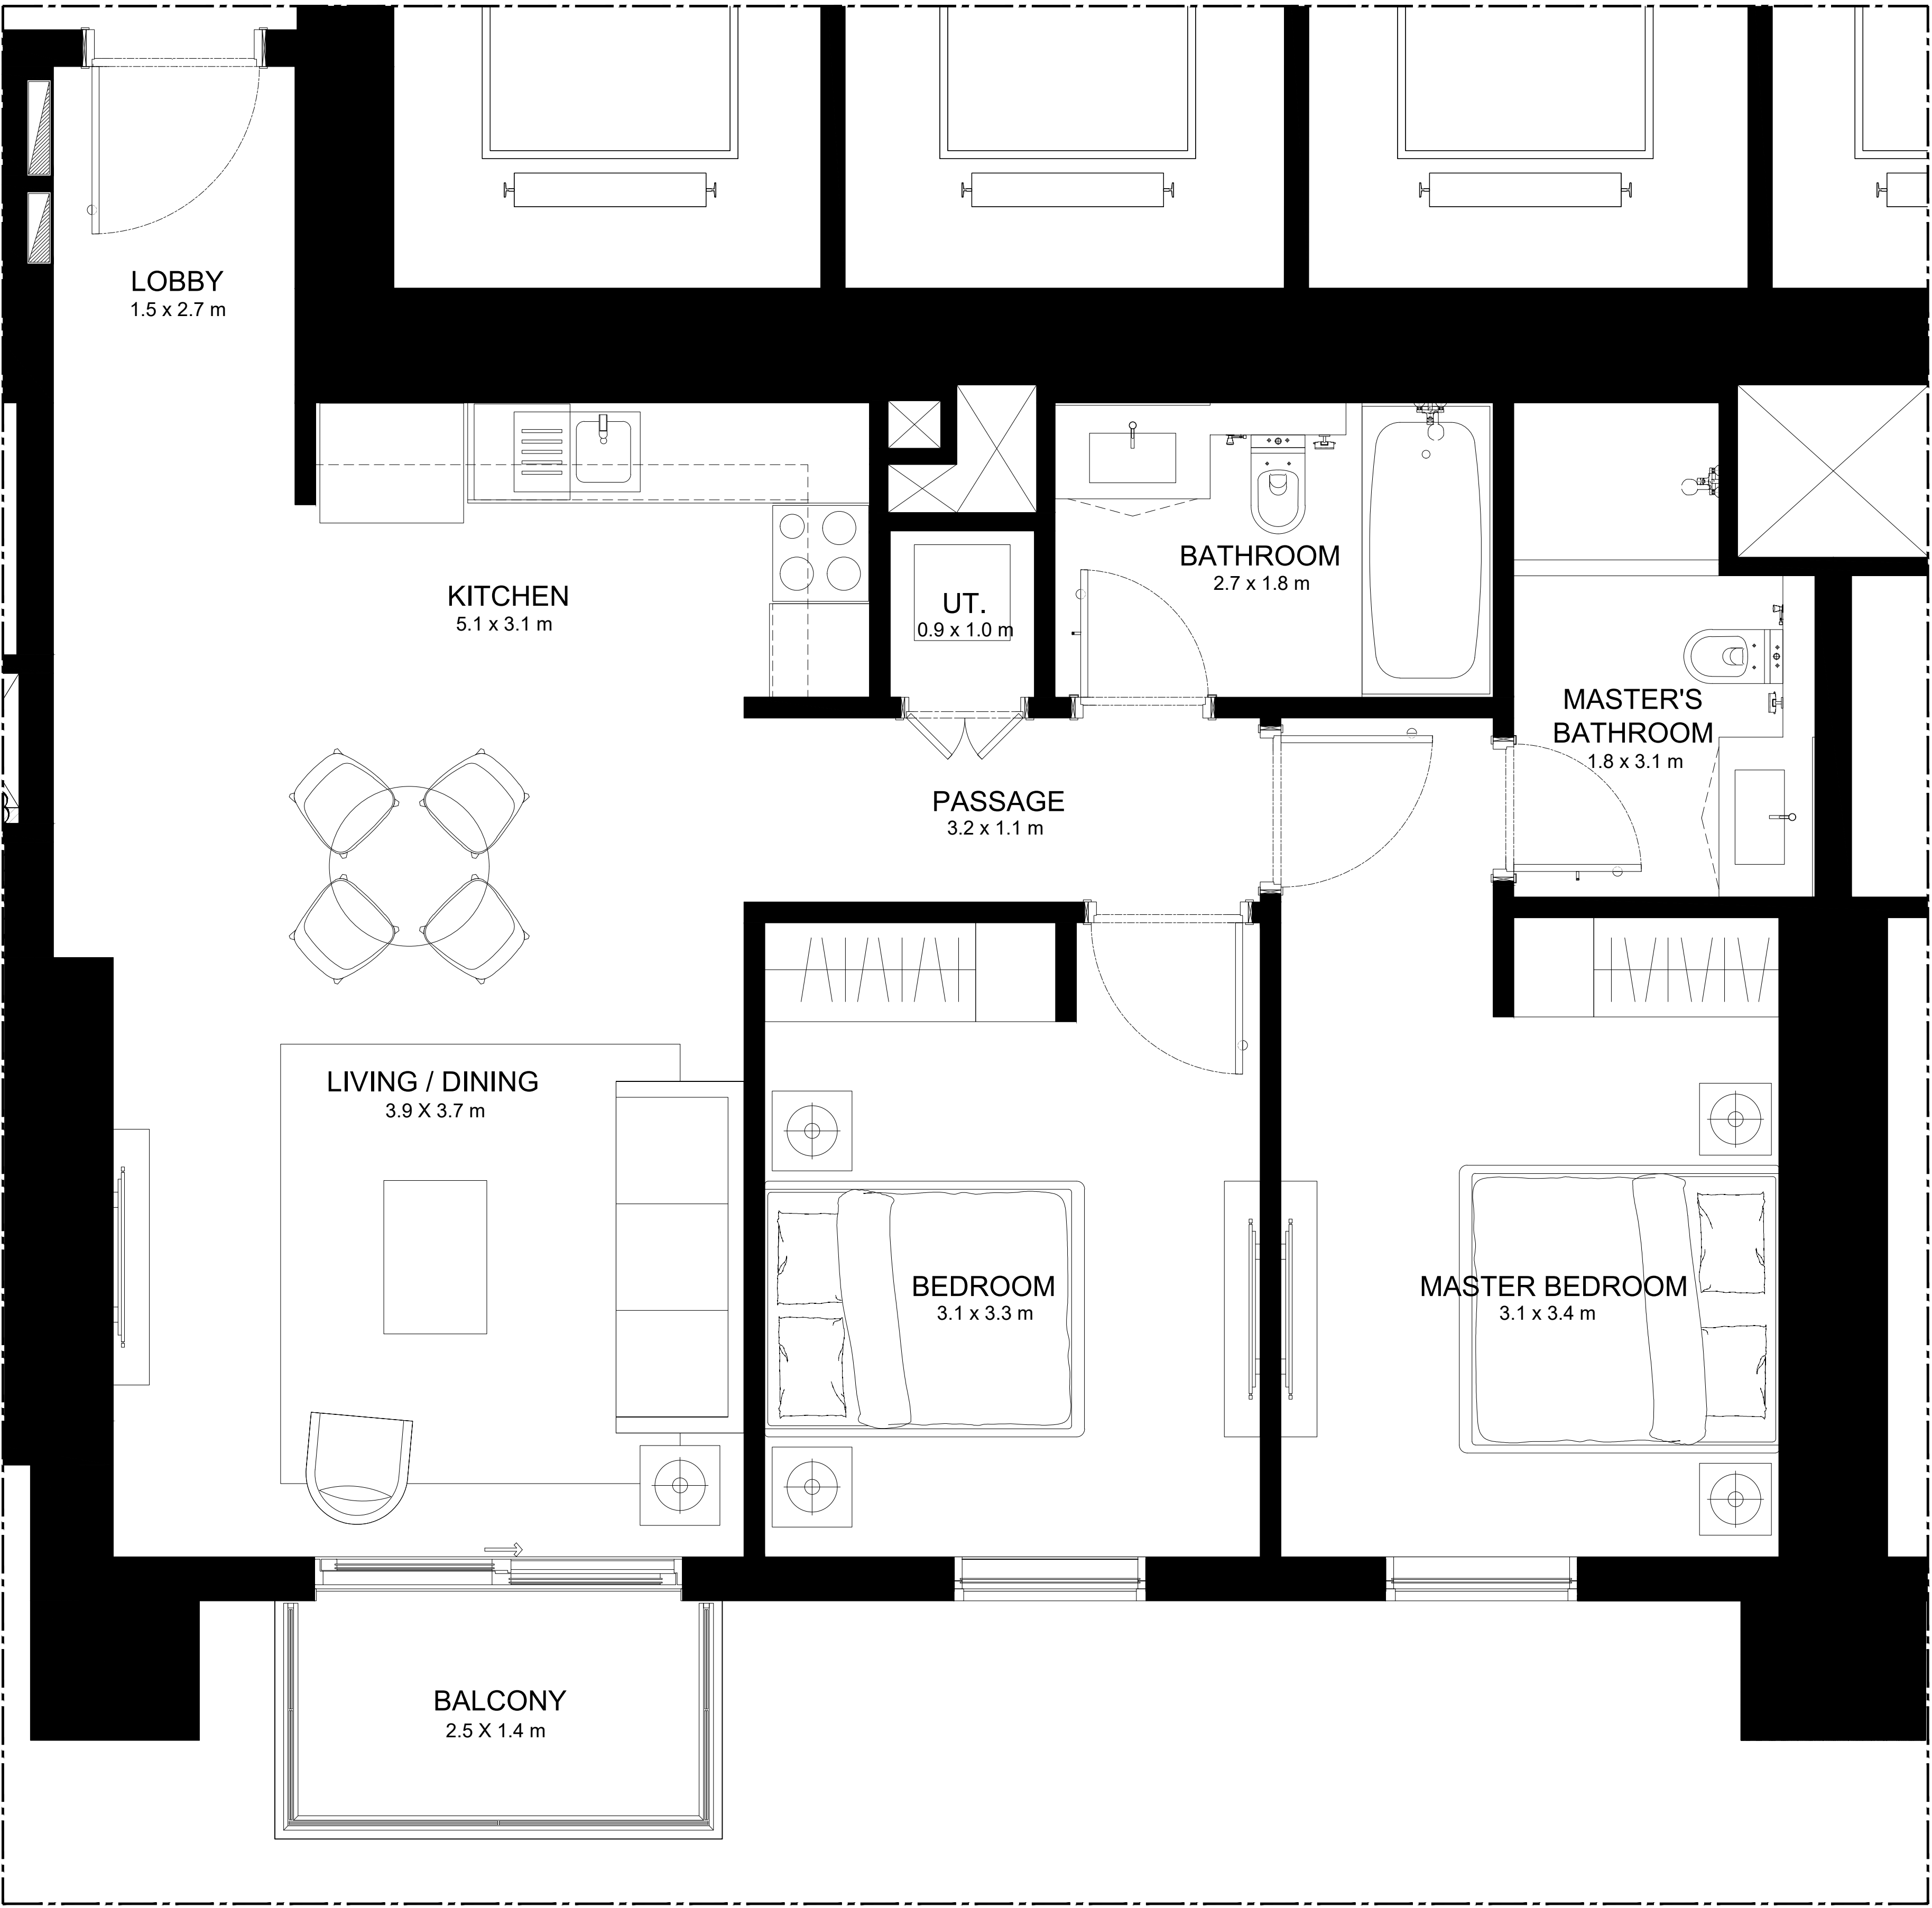 LOBBY
1.5 x 2.7 m
KITCHEN
5.1 x 3.1 m
UT.
0.9 x 1.0 m
BATHROOM
2.7 x 1.8 m
MASTER'S
BATHROOM
1.8 x 3.1 m
PASSAGE
3.2 x 1.1 m
LIVING / DINING
3.9 X 3.7 m
BEDROOM
3.1 x 3.3 m
MASTER BEDROOM
3.1 x 3.4 m
BALCONY
2.5 X 1.4 m